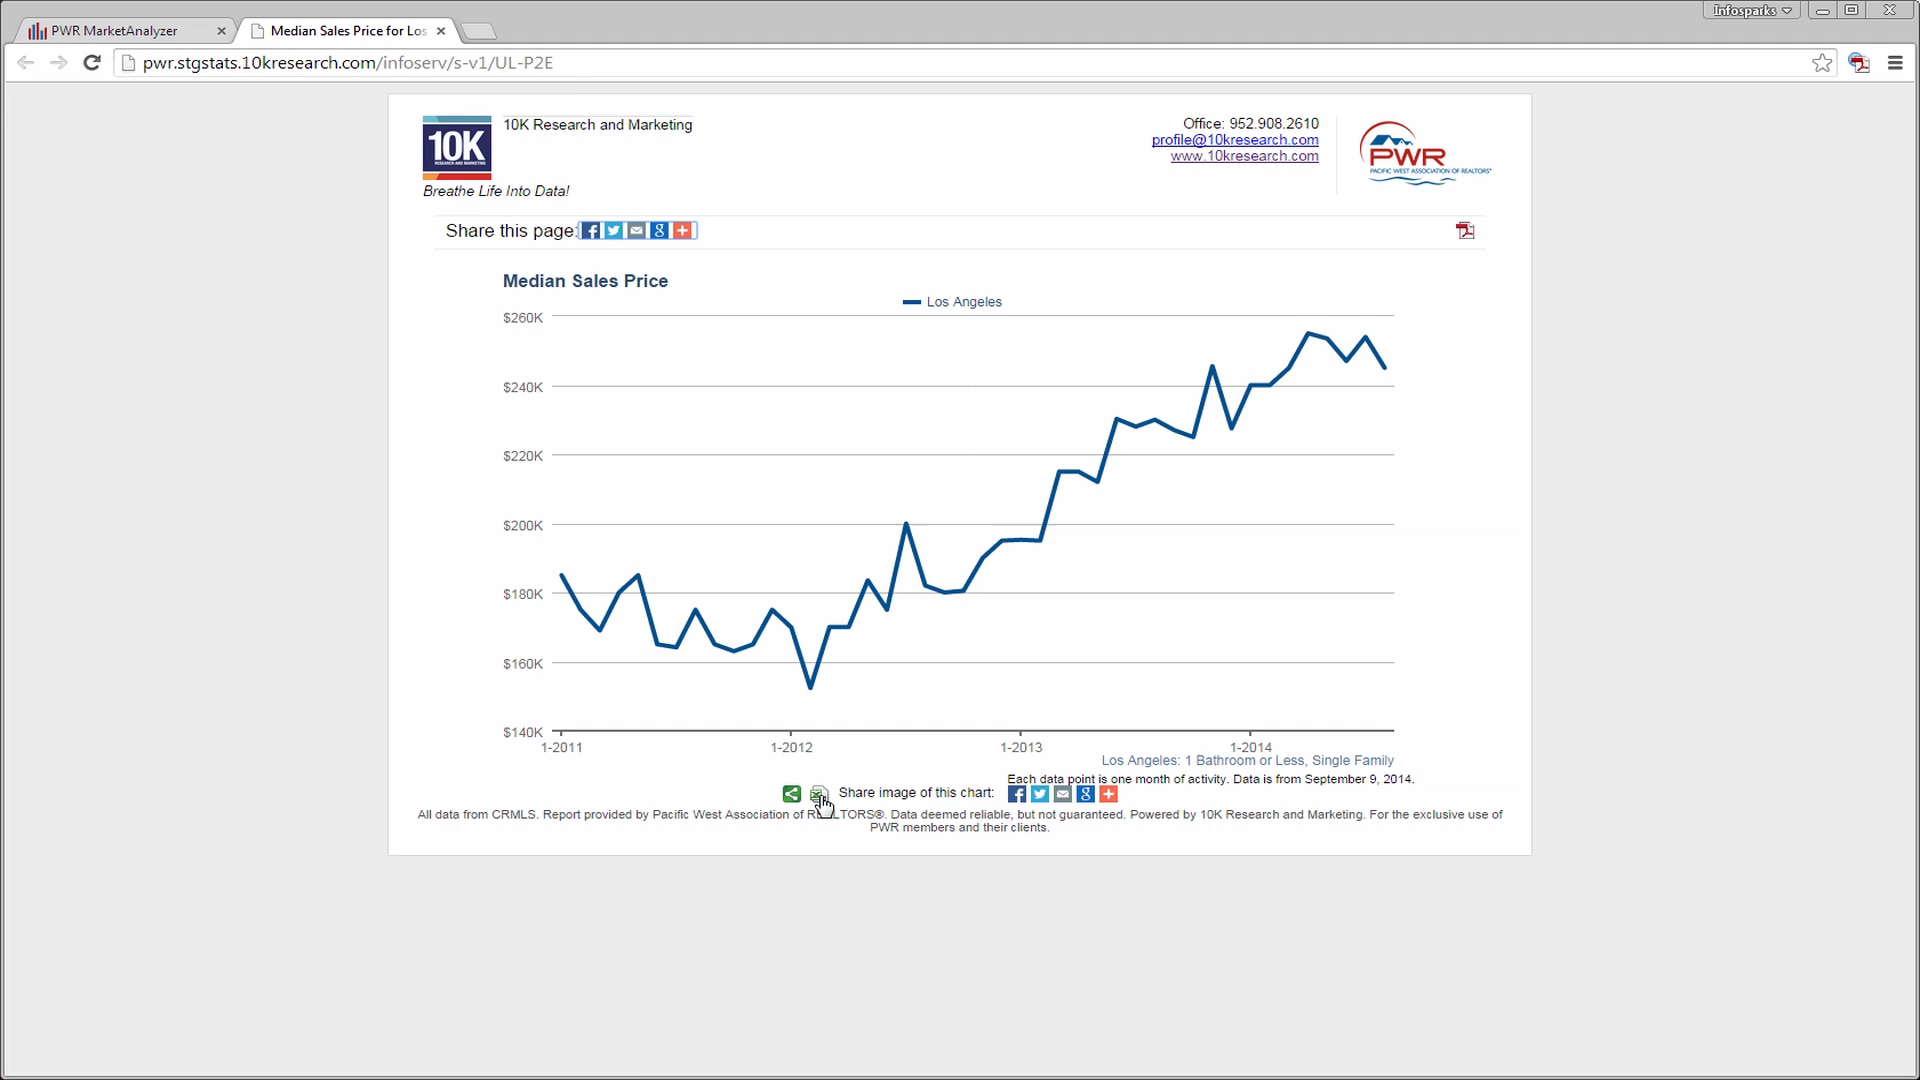 Infosparks
PWR MarketAnalyzer
Median Sales Price for Los
pwr.stgstats.10kresearch.com/infoserv/s-v1/UL-P2E
10K
RESEARCH AND MARKETING
10K Research and Marketing
Breathe Life Into Data!
Office: 952.908.2610
profile@10kresearch.com
www.10kresearch.com
PWR
PACIFIC WEST ASSOCIATION OF REALTORS®
Share this page:
Median Sales Price
Los Angeles
$260K
$240K
$220K
$200K
$180K
$160K
$140K
1-2011 1-2012 1-2013 1-2014
Los Angeles: 1 Bathroom or Less, Single Family
Each data point is one month of activity. Data is from September 9, 2014.
Share image of this chart:
All data from CRMLS. Report provided by Pacific West Association of REALTORS®. Data deemed reliable, but not guaranteed. Powered by 10K Research and Marketing. For the exclusive use of
PWR members and their clients.